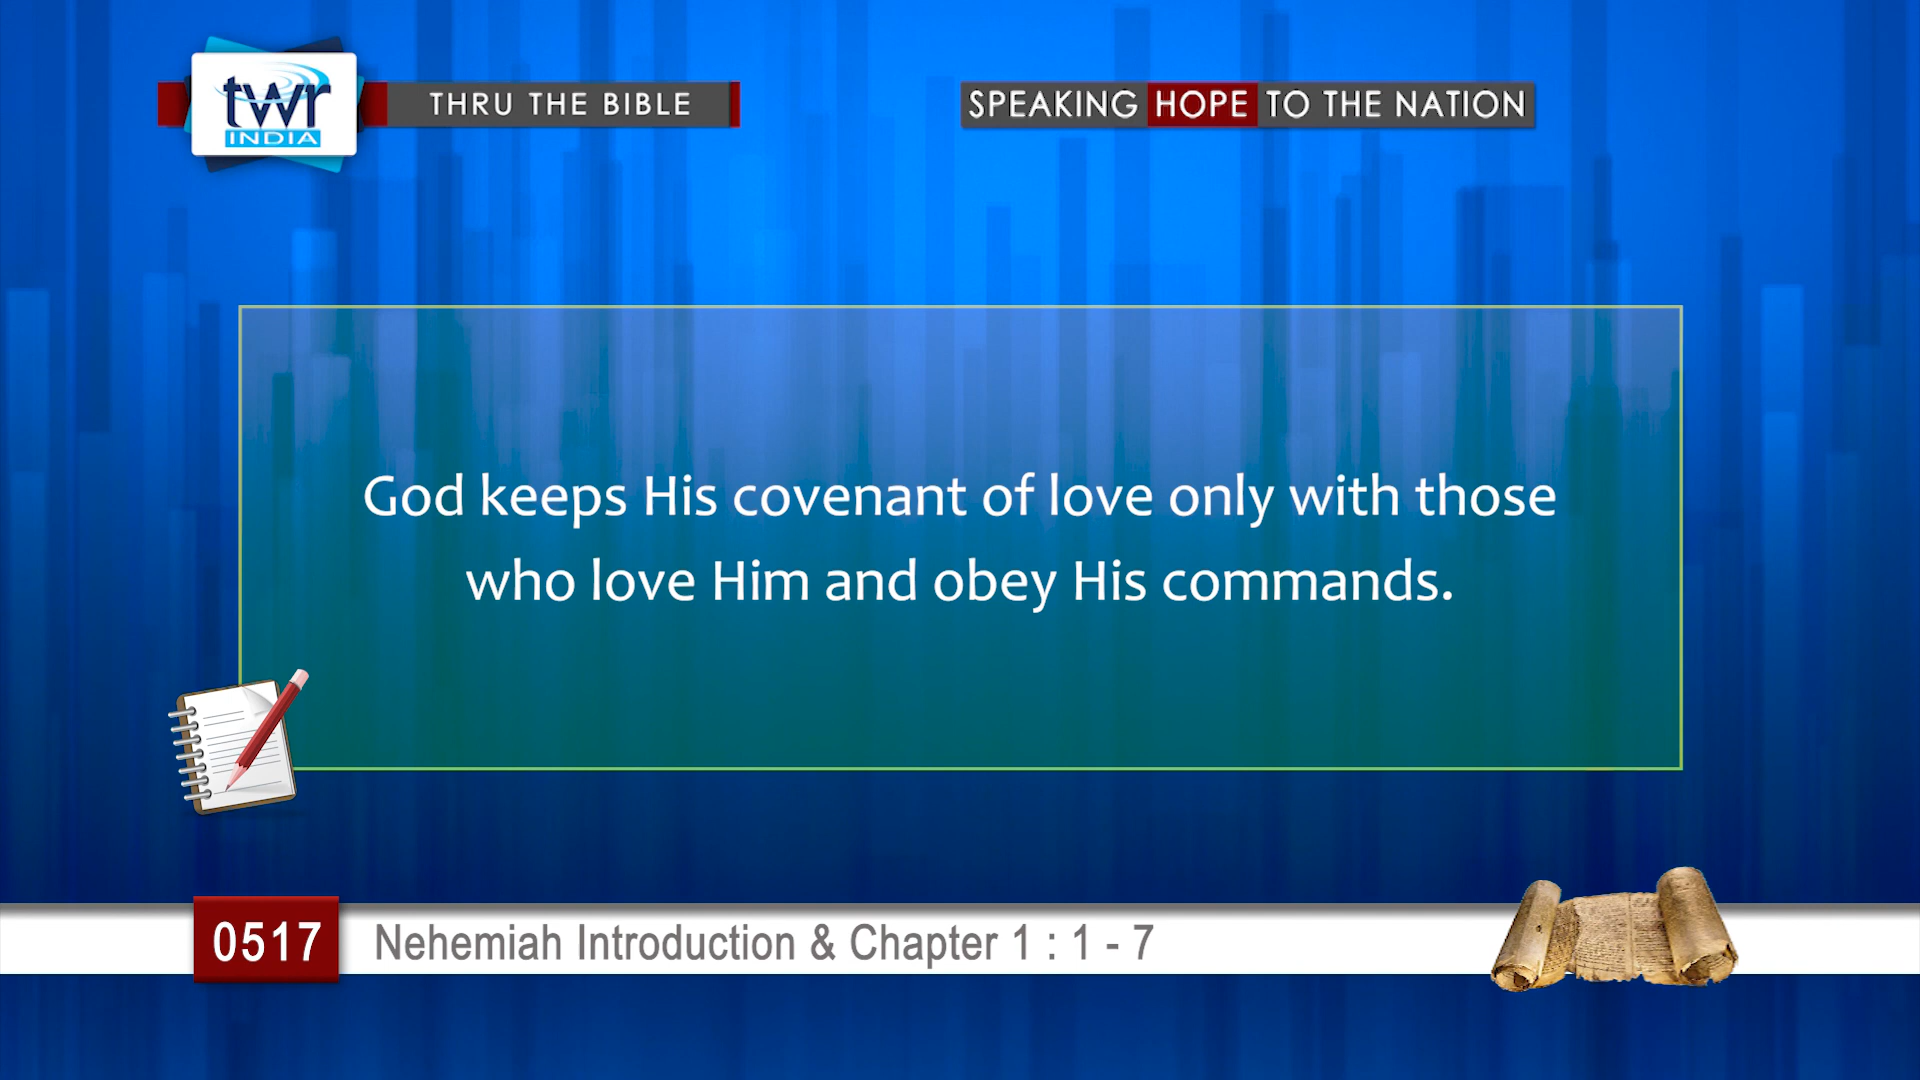 twr
INDIA
THRU THE BIBLE
SPEAKING HOPE TO THE NATION
God keeps His covenant of love only with those
who love Him and obey His commands.
0517
Nehemiah Introduction & Chapter 1 : 1 - 7